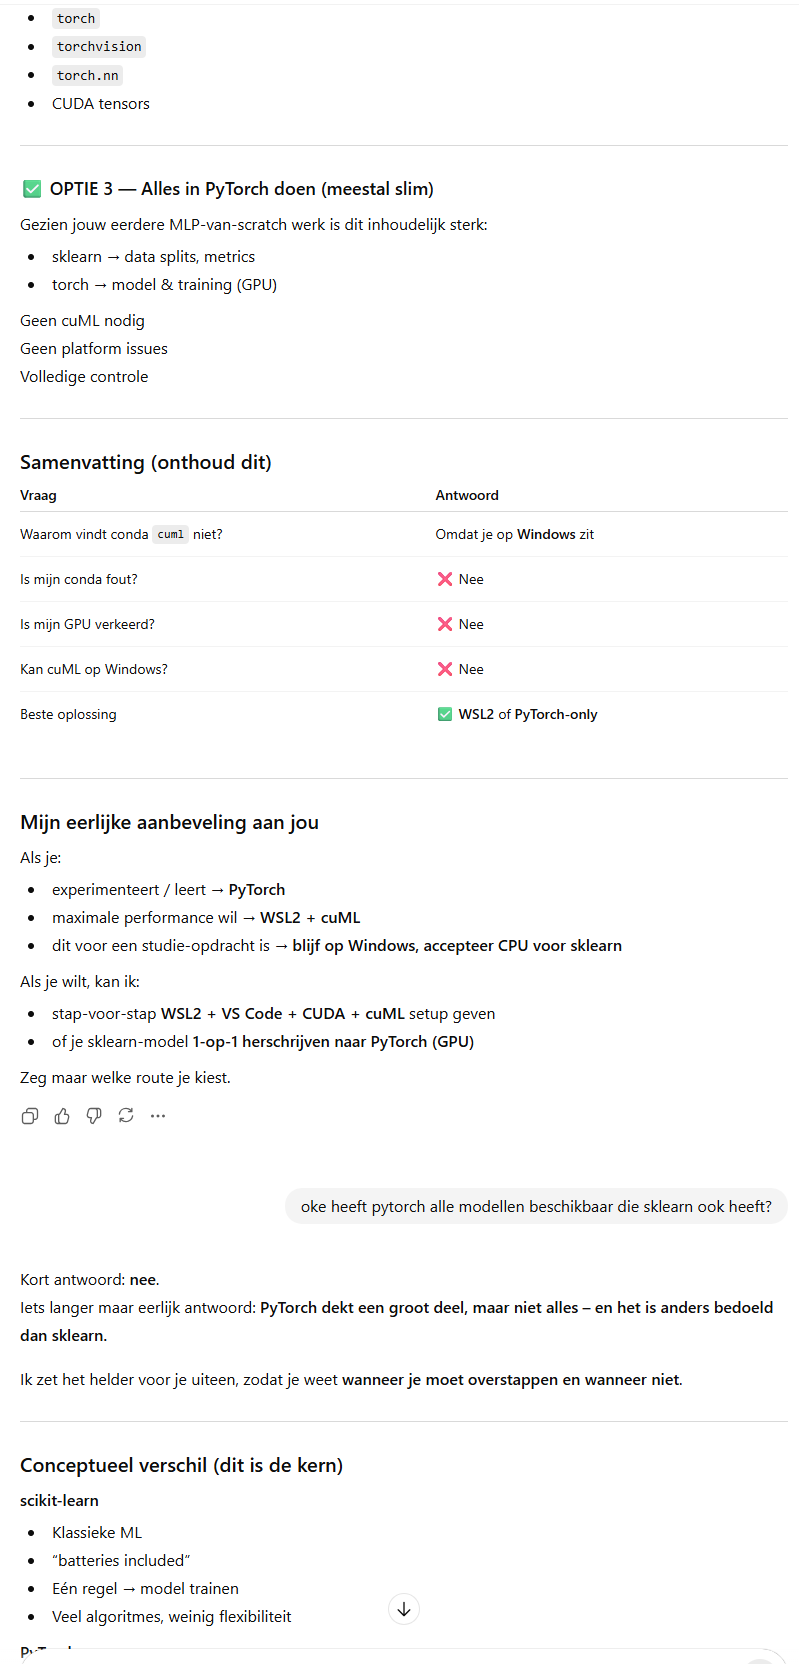 torch
torchvision
torch.nn
CUDA tensors
✅ OPTIE 3 — Alles in PyTorch doen (meestal slim)
Gezien jouw eerdere MLP-van-scratch werk is dit inhoudelijk sterk:
sklearn → data splits, metrics
torch → model & training (GPU)
Geen cuML nodig
Geen platform issues
Volledige controle
Samenvatting (onthoud dit)
Vraag Antwoord
Waarom vindt conda cuml niet? Omdat je op Windows zit
Is mijn conda fout? ❌ Nee
Is mijn GPU verkeerd? ❌ Nee
Kan cuML op Windows? ❌ Nee
Beste oplossing ✅ WSL2 of PyTorch-only
Mijn eerlijke aanbeveling aan jou
Als je:
experimenteert / leert → PyTorch
maximale performance wil → WSL2 + cuML
dit voor een studie-opdracht is → blijf op Windows, accepteer CPU voor sklearn
Als je wilt, kan ik:
stap-voor-stap WSL2 + VS Code + CUDA + cuML setup geven
of je sklearn-model 1-op-1 herschrijven naar PyTorch (GPU)
Zeg maar welke route je kiest.
oke heeft pytorch alle modellen beschikbaar die sklearn ook heeft?
Kort antwoord: nee.
Iets langer maar eerlijk antwoord: PyTorch dekt een groot deel, maar niet alles – en het is anders bedoeld
dan sklearn.
Ik zet het helder voor je uiteen, zodat je weet wanneer je moet overstappen en wanneer niet.
Conceptueel verschil (dit is de kern)
scikit-learn
Klassieke ML
“batteries included”
Eén regel → model trainen
Veel algoritmes, weinig flexibiliteit